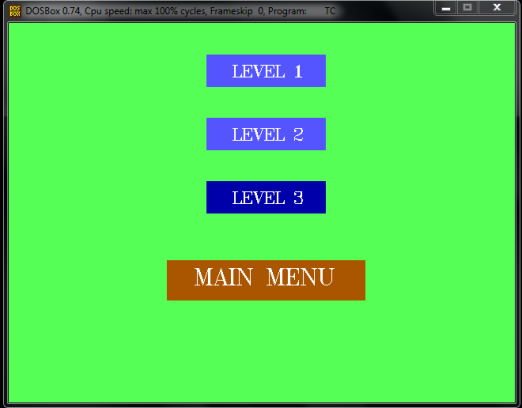 DOSBox 0.74, Cpu speed: max 100% cycles, Frameskip 0, Program: TC
LEVEL 1
LEVEL 2
LEVEL 3
MAIN MENU